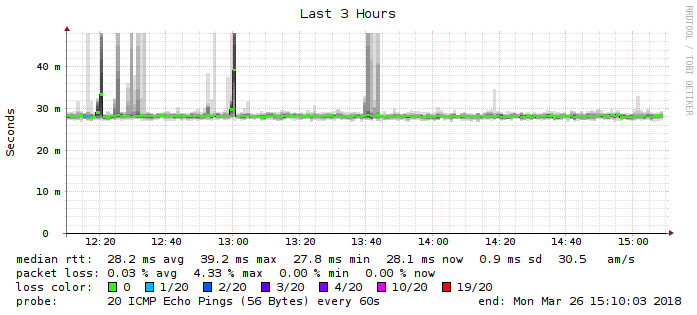 Last 3 Hours
RRDTOOL / TOBI OETIKER
Seconds
40 m
30 m
20 m
10 m
0
12:20 12:40 13:00 13:20 13:40 14:00 14:20 14:40 15:00
median rtt: 28.2 ms avg 39.2 ms max 27.8 ms min 28.1 ms now 0.9 ms sd 30.5 am/s
packet loss: 0.03 % avg 4.33 % max 0.00 % min 0.00 % now
loss color: 0 1/20 2/20 3/20 4/20 10/20 19/20
probe: 20 ICMP Echo Pings (56 Bytes) every 60s end: Mon Mar 26 15:10:03 2018